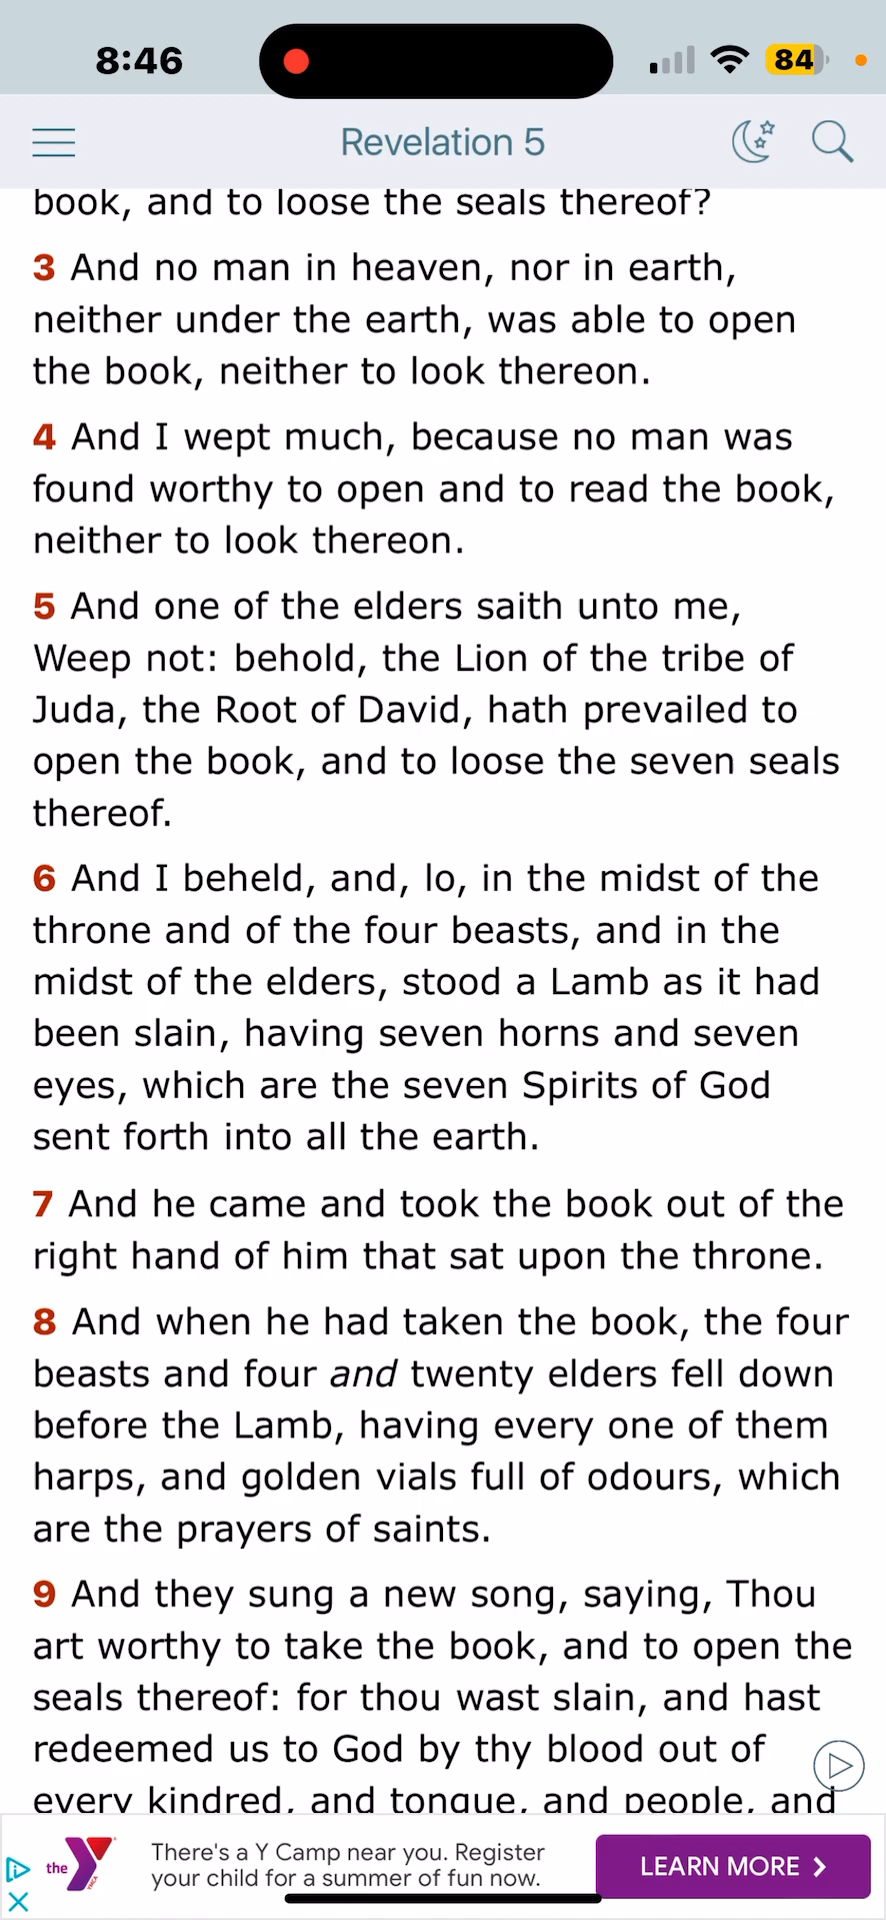 8:46
84
Revelation 5
book, and to loose the seals thereof?
3 And no man in heaven, nor in earth,
neither under the earth, was able to open
the book, neither to look thereon.
4 And I wept much, because no man was
found worthy to open and to read the book,
neither to look thereon.
5 And one of the elders saith unto me,
Weep not: behold, the Lion of the tribe of
Juda, the Root of David, hath prevailed to
open the book, and to loose the seven seals
thereof.
6 And I beheld, and, lo, in the midst of the
throne and of the four beasts, and in the
midst of the elders, stood a Lamb as it had
been slain, having seven horns and seven
eyes, which are the seven Spirits of God
sent forth into all the earth.
7 And he came and took the book out of the
right hand of him that sat upon the throne.
8 And when he had taken the book, the four
beasts and four and twenty elders fell down
before the Lamb, having every one of them
harps, and golden vials full of odours, which
are the prayers of saints.
9 And they sung a new song, saying, Thou
art worthy to take the book, and to open the
seals thereof: for thou wast slain, and hast
redeemed us to God by thy blood out of
every kindred, and tongue, and people, and
the Y YMCA
There's a Y Camp near you. Register
your child for a summer of fun now.
LEARN MORE